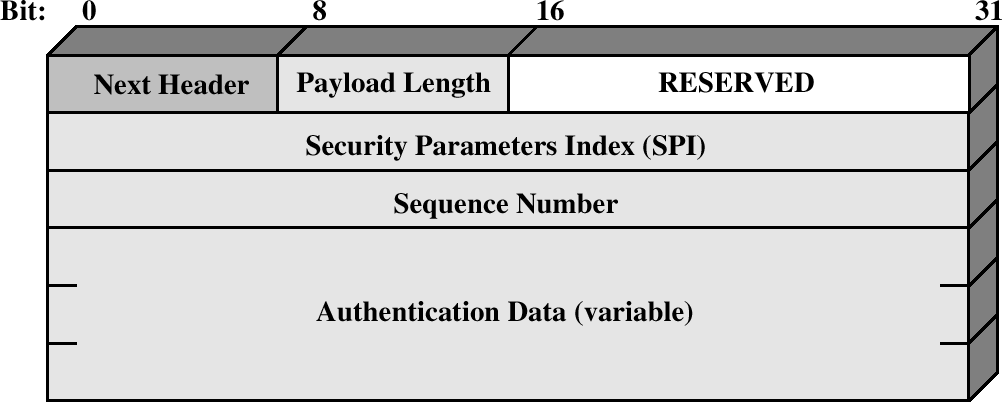 Bit: 0 8 16 31
Next Header Payload Length RESERVED
Security Parameters Index (SPI)
Sequence Number
Authentication Data (variable)